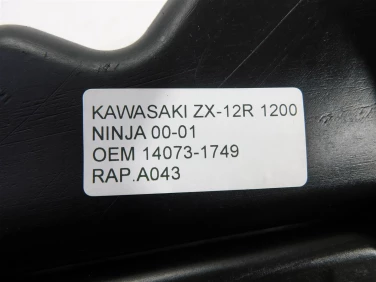 KAWASAKI ZX-12R 1200
NINJA 00-01
OEM 14073-1749
RAP.A043